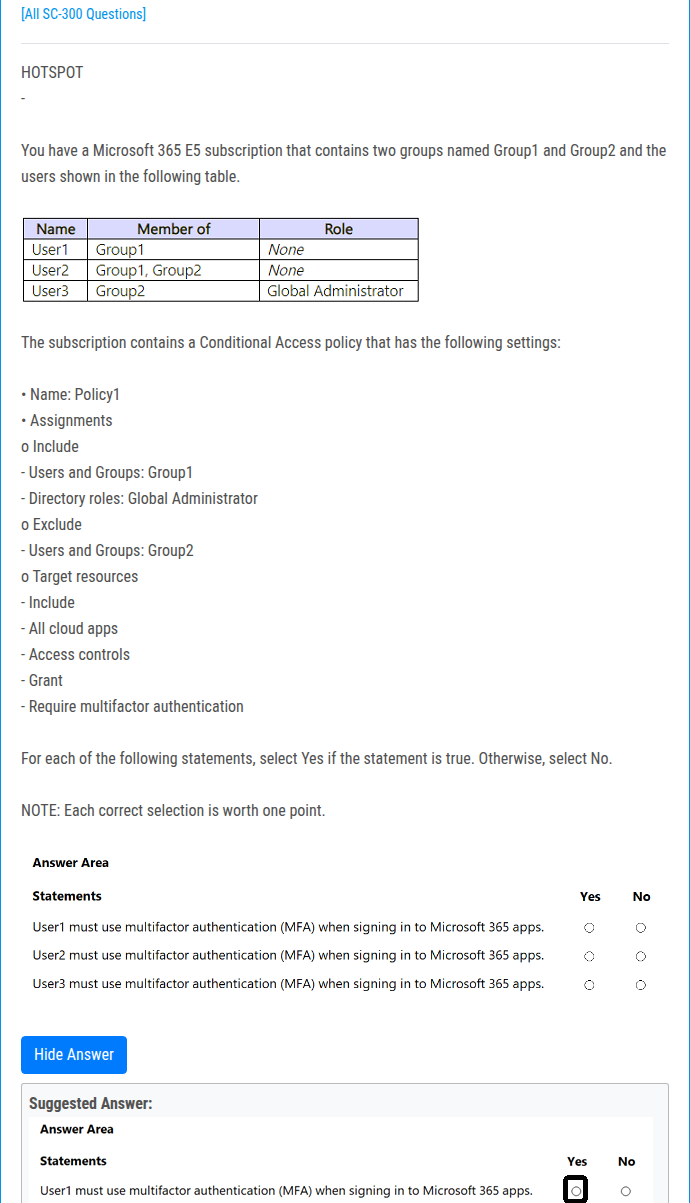 [All SC-300 Questions]
HOTSPOT
-
You have a Microsoft 365 E5 subscription that contains two groups named Group1 and Group2 and the
users shown in the following table.
Name Member of Role
User1 Group1 None
User2 Group1, Group2 None
User3 Group2 Global Administrator
The subscription contains a Conditional Access policy that has the following settings:
• Name: Policy1
• Assignments
o Include
- Users and Groups: Group1
- Directory roles: Global Administrator
o Exclude
- Users and Groups: Group2
o Target resources
- Include
- All cloud apps
- Access controls
- Grant
- Require multifactor authentication
For each of the following statements, select Yes if the statement is true. Otherwise, select No.
NOTE: Each correct selection is worth one point.
Answer Area
Statements Yes No
User1 must use multifactor authentication (MFA) when signing in to Microsoft 365 apps.
User2 must use multifactor authentication (MFA) when signing in to Microsoft 365 apps.
User3 must use multifactor authentication (MFA) when signing in to Microsoft 365 apps.
Hide Answer
Suggested Answer:
Answer Area
Statements Yes No
User1 must use multifactor authentication (MFA) when signing in to Microsoft 365 apps.